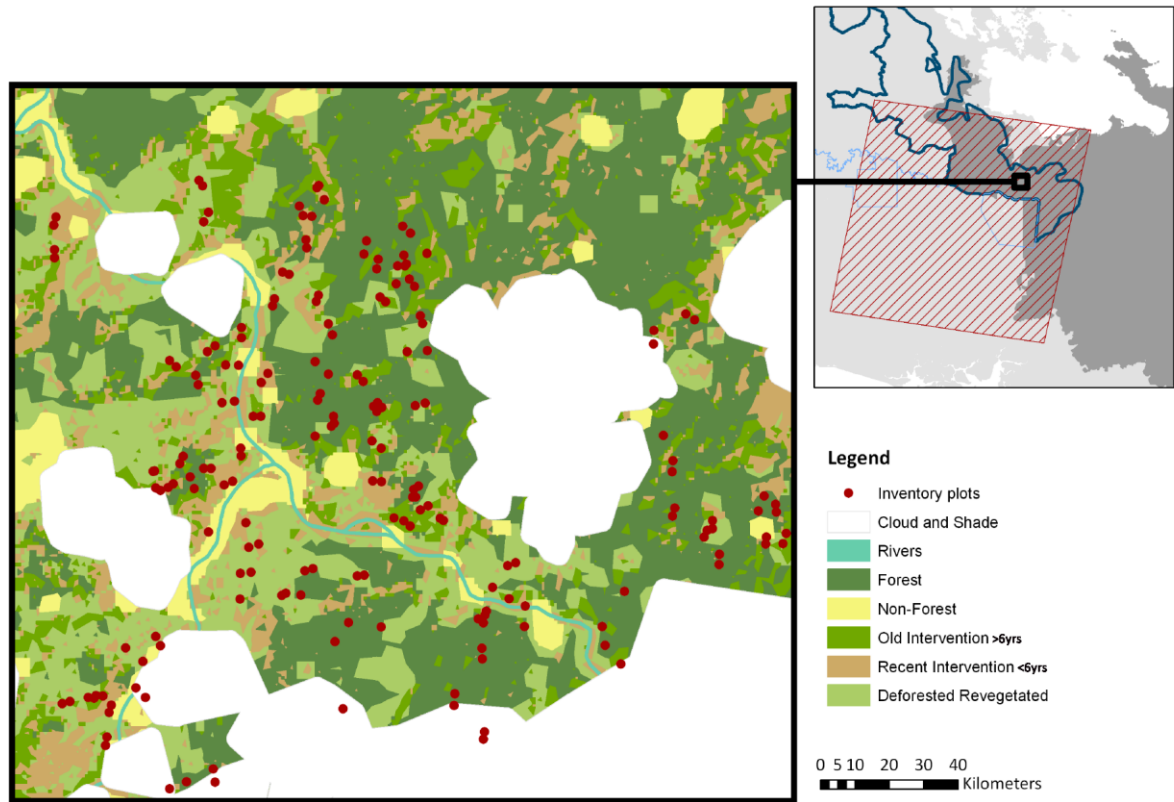 Legend
Inventory plots
Cloud and Shade
Rivers
Forest
Non-Forest
Old Intervention >6yrs
Recent Intervention <6yrs
Deforested Revegetated
0 5 10 20 30 40
Kilometers